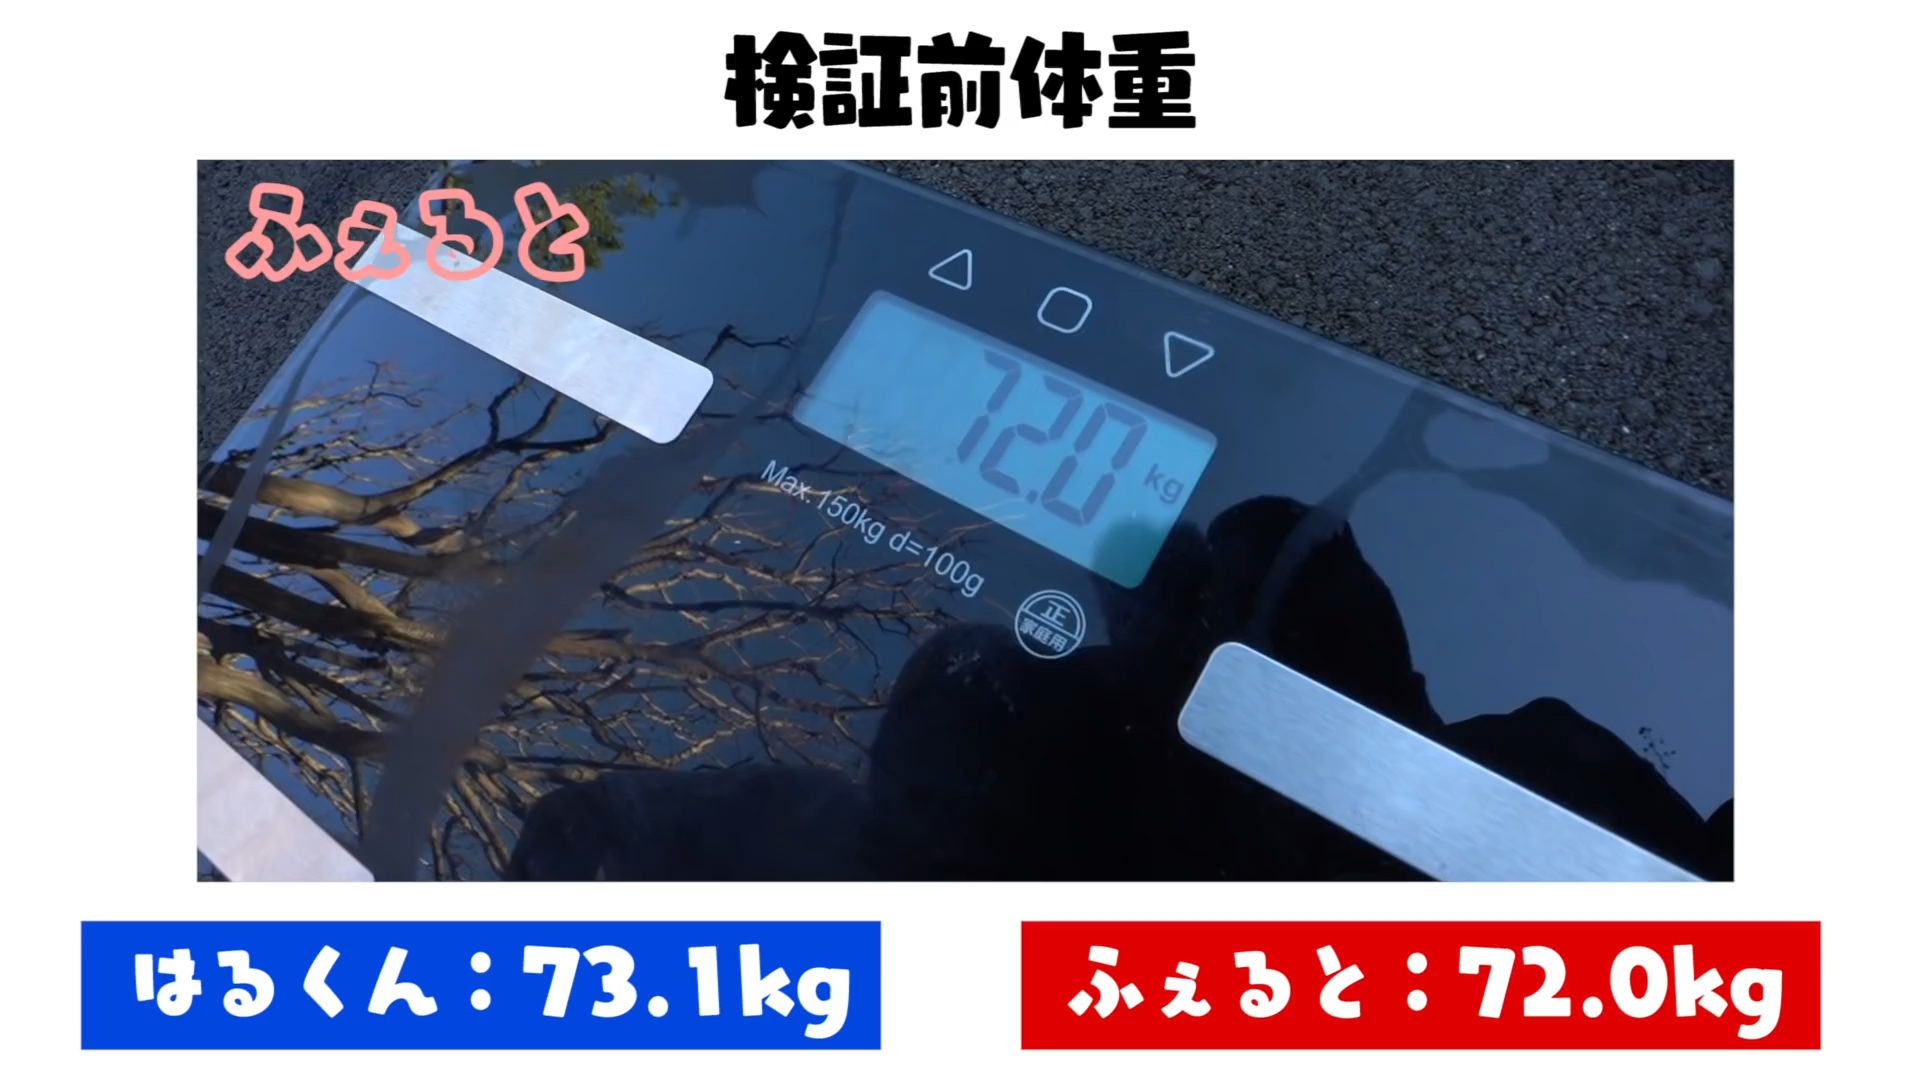 検証前体重
ふぇると
72.0 kg
Max.150kg d=100g
正
家庭用
はるくん：73.1kg
ふぇると：72.0kg